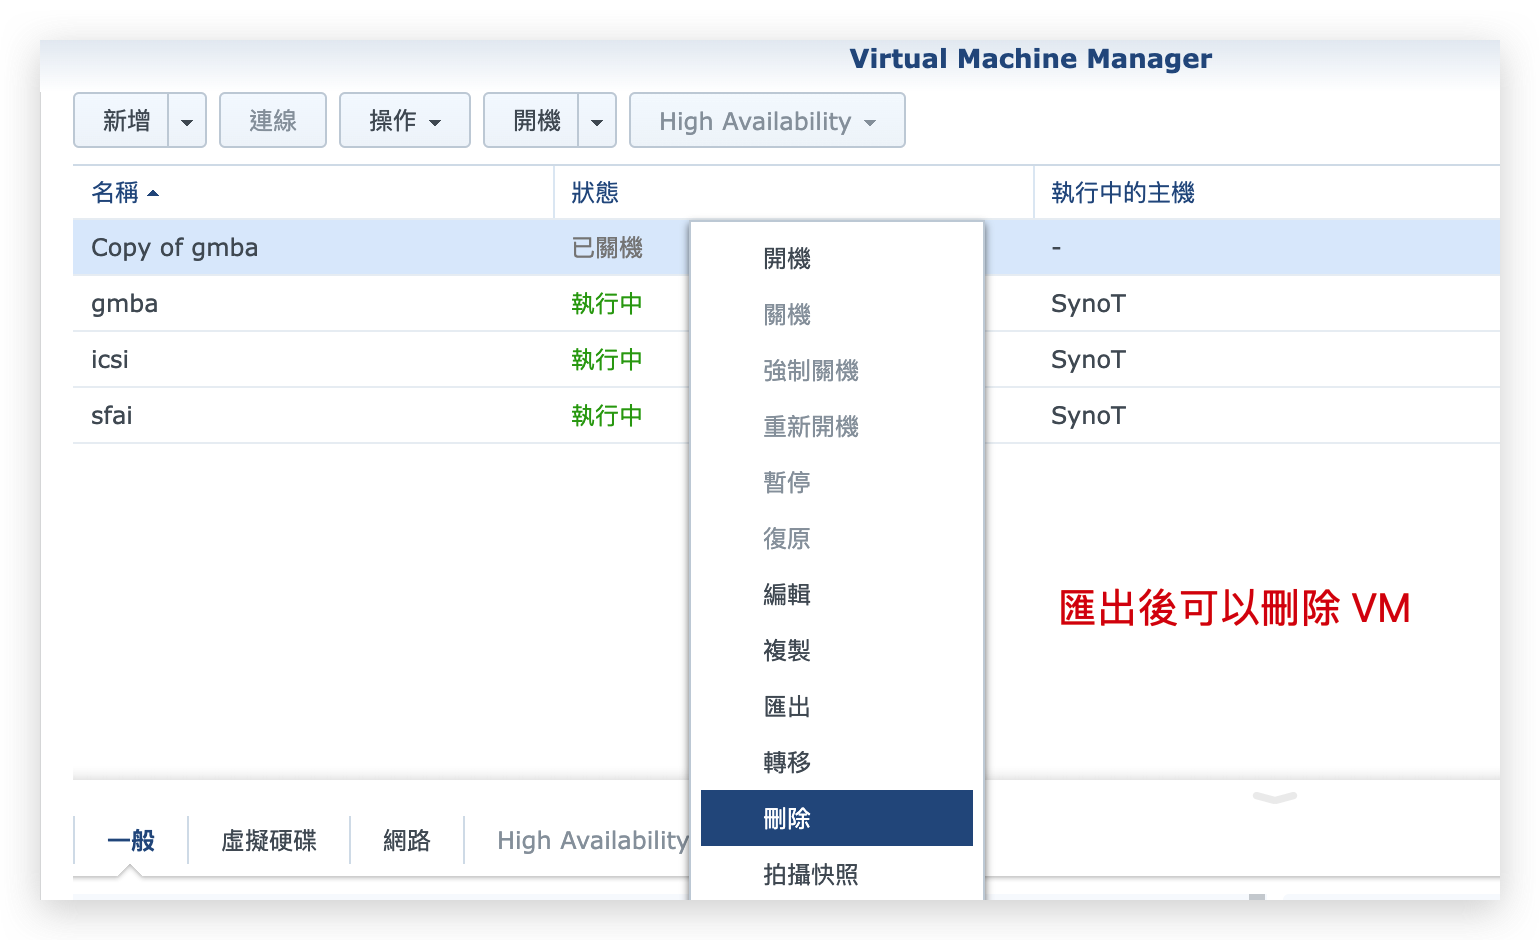 Virtual Machine Manager
新增 連線 操作 開機 High Availability
名稱 狀態 執行中的主機
Copy of gmba 已關機 -
gmba 執行中 SynoT
icsi 執行中 SynoT
sfai 執行中 SynoT
開機
關機
強制關機
重新開機
暫停
復原
編輯
複製
匯出
轉移
刪除
拍攝快照
匯出後可以刪除 VM
一般 虛擬硬碟 網路 High Availability